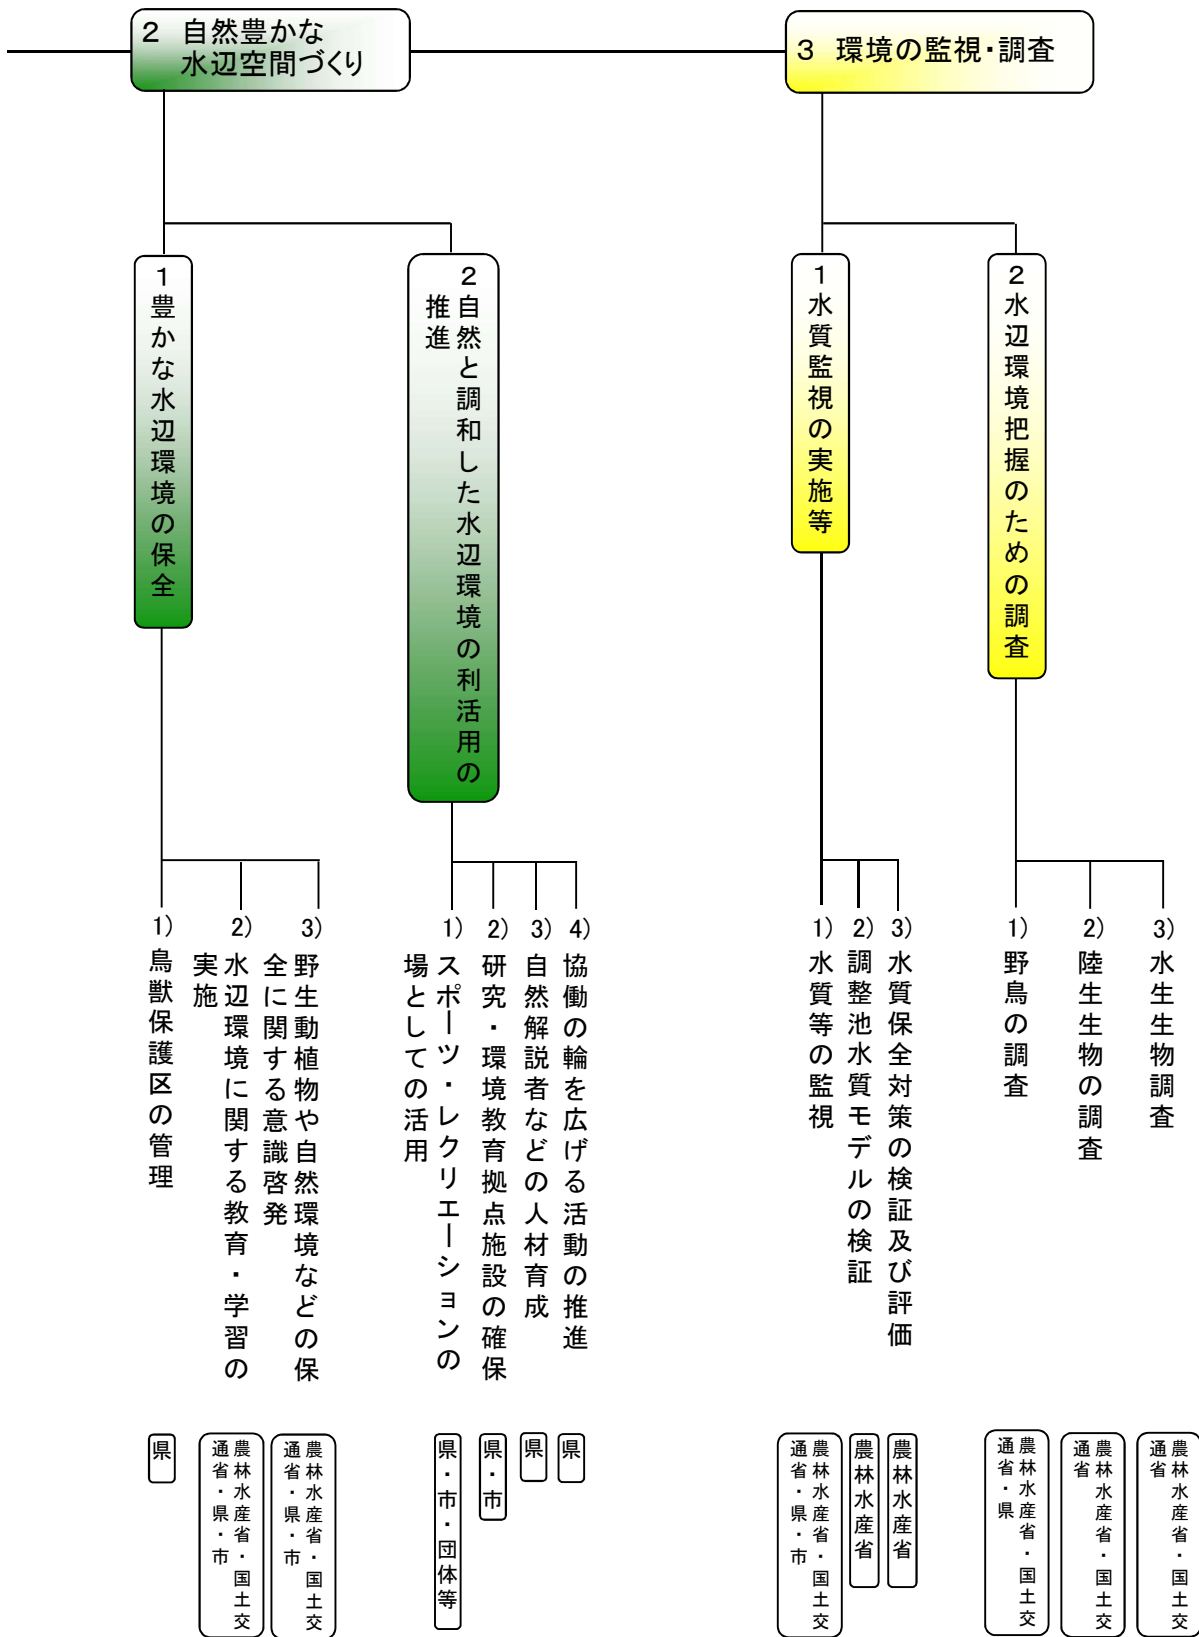 2 自然豊かな
水辺空間づくり
3 環境の監視・調査
1豊かな水辺環境の保全
2自然と調和した水辺環境の利活用の
推進
1水質監視の実施等
2水辺環境把握のための調査
1)鳥獣保護区の管理
2)水辺環境に関する教育・学習の
実施
3)野生動植物や自然環境などの保
全に関する意識啓発
1)スポーツ・レクリエーションの
場としての活用
2)研究・環境教育拠点施設の確保
3)自然解説者などの人材育成
4)協働の輪を広げる活動の推進
1)水質等の監視
2)調整池水質モデルの検証
3)水質保全対策の検証及び評価
1)野鳥の調査
2)陸生生物の調査
3)水生生物調査
県
農林水産省・国土交
通省・県・市
農林水産省・国土交
通省・県・市
県・市・団体等
県・市
県
県
農林水産省・国土交
通省・県・市
農林水産省
農林水産省
農林水産省・国土交
通省・県
農林水産省・国土交
通省
農林水産省・国土交
通省